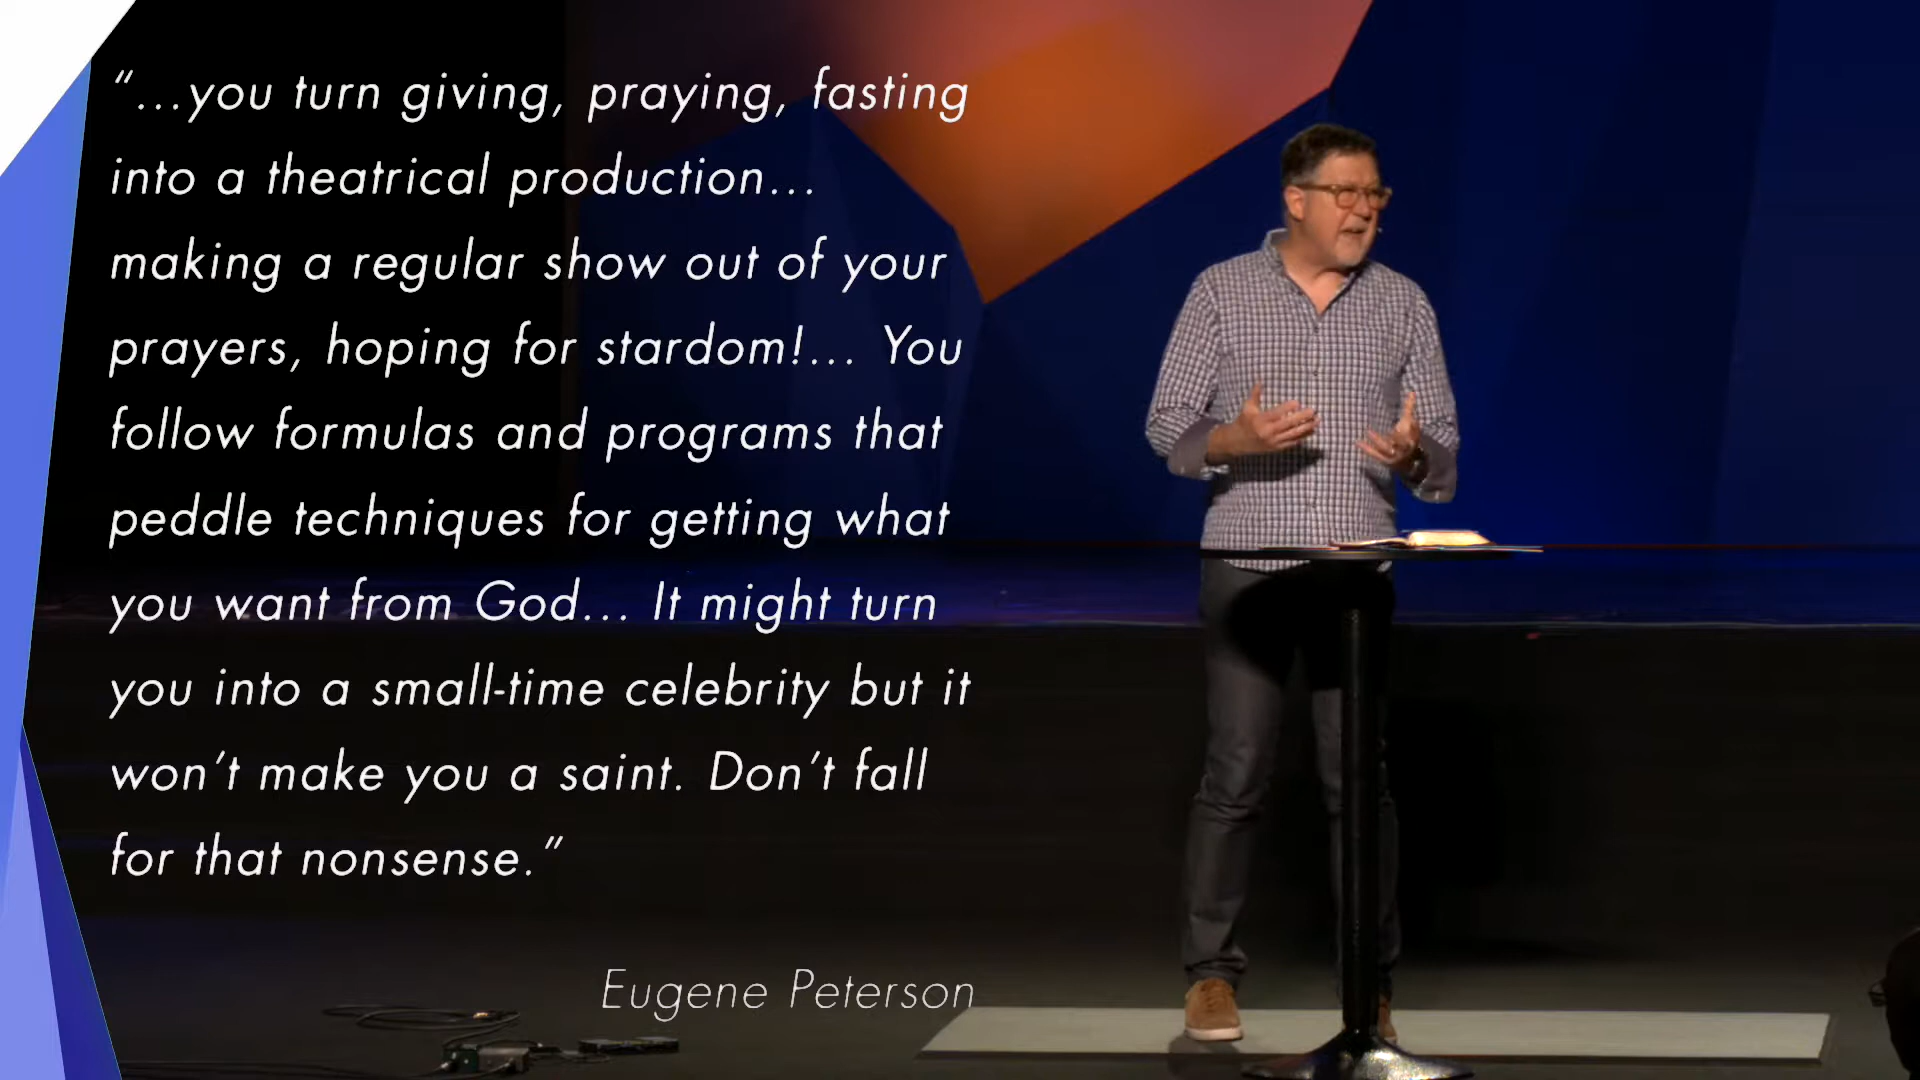 “...you turn giving, praying, fasting
into a theatrical production...
making a regular show out of your
prayers, hoping for stardom!... You
follow formulas and programs that
peddle techniques for getting what
you want from God... It might turn
you into a small-time celebrity but it
won’t make you a saint. Don’t fall
for that nonsense.”
Eugene Peterson